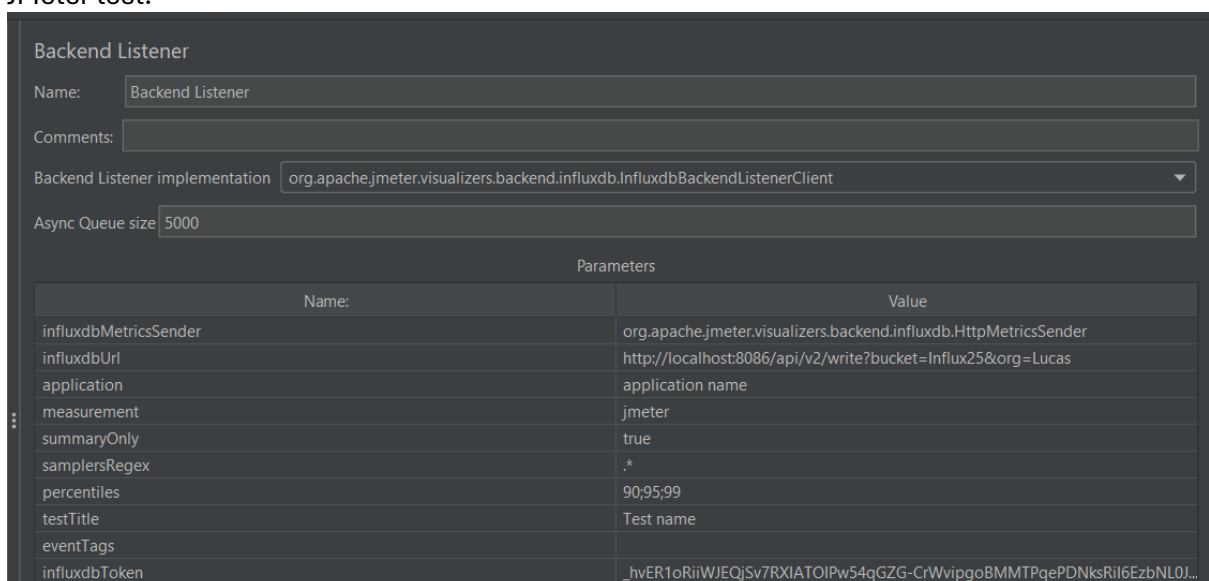 JMeter test:
Backend Listener
Name: Backend Listener
Comments:
Backend Listener implementation org.apache.jmeter.visualizers.backend.influxdb.InfluxdbBackendListenerClient
Async Queue size 5000
Parameters
Name: Value
influxdbMetricsSender org.apache.jmeter.visualizers.backend.influxdb.HttpMetricsSender
influxdbUrl http://localhost:8086/api/v2/write?bucket=Influx25&org=Lucas
application application name
measurement jmeter
summaryOnly true
samplersRegex .*
percentiles 90;95;99
testTitle Test name
eventTags
influxdbToken _hvER1oRiiWJEQjSv7RXIATOIPw54qGZG-CrWvipgoBMMTPqePDNksRiI6EzbNL0J...